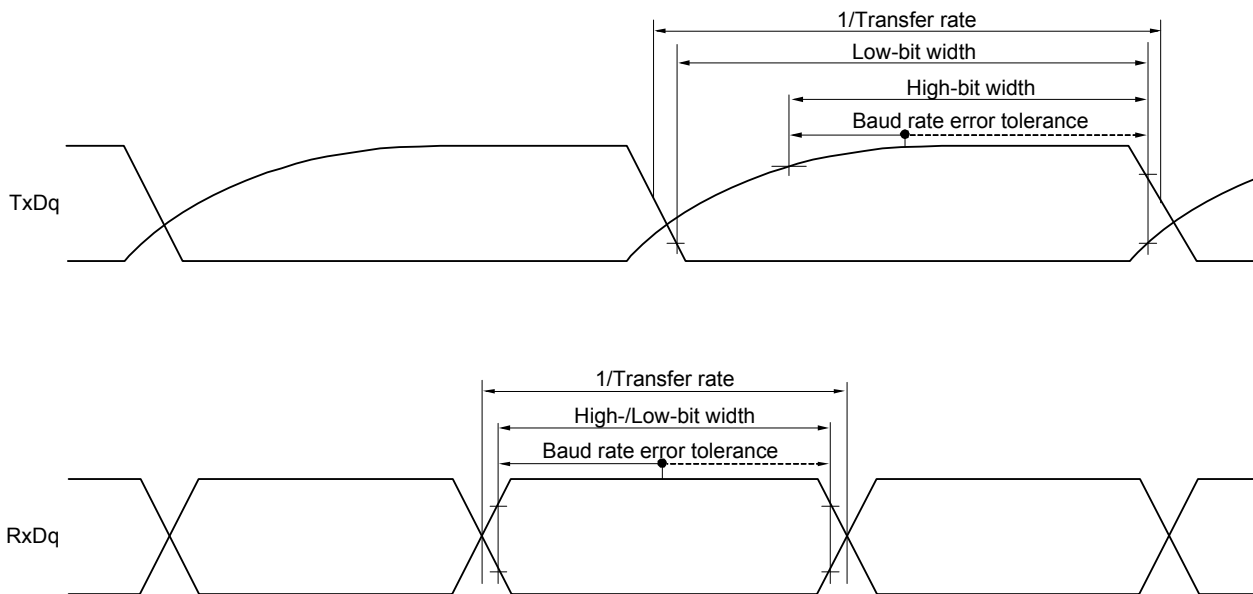 1/Transfer rate
Low-bit width
High-bit width
Baud rate error tolerance
TxDq
1/Transfer rate
High-/Low-bit width
Baud rate error tolerance
RxDq